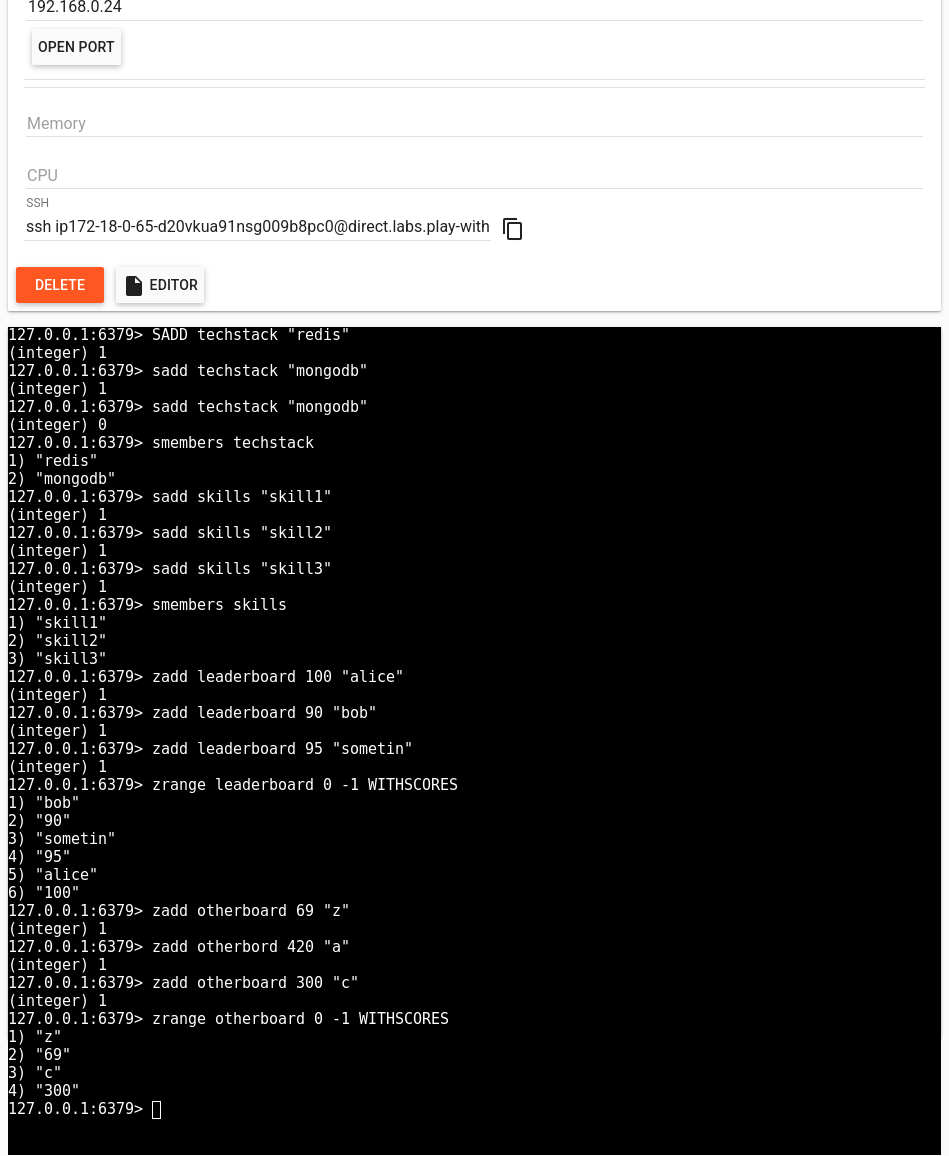 192.168.0.24
OPEN PORT
Memory
CPU
SSH
ssh ip172-18-0-65-d20vkua91nsg009b8pc0@direct.labs.play-with
DELETE
EDITOR
127.0.0.1:6379> SADD techstack "redis"
(integer) 1
127.0.0.1:6379> sadd techstack "mongodb"
(integer) 1
127.0.0.1:6379> sadd techstack "mongodb"
(integer) 0
127.0.0.1:6379> smembers techstack
1) "redis"
2) "mongodb"
127.0.0.1:6379> sadd skills "skill1"
(integer) 1
127.0.0.1:6379> sadd skills "skill2"
(integer) 1
127.0.0.1:6379> sadd skills "skill3"
(integer) 1
127.0.0.1:6379> smembers skills
1) "skill1"
2) "skill2"
3) "skill3"
127.0.0.1:6379> zadd leaderboard 100 "alice"
(integer) 1
127.0.0.1:6379> zadd leaderboard 90 "bob"
(integer) 1
127.0.0.1:6379> zadd leaderboard 95 "sometin"
(integer) 1
127.0.0.1:6379> zrange leaderboard 0 -1 WITHSCORES
1) "bob"
2) "90"
3) "sometin"
4) "95"
5) "alice"
6) "100"
127.0.0.1:6379> zadd otherboard 69 "z"
(integer) 1
127.0.0.1:6379> zadd otherbord 420 "a"
(integer) 1
127.0.0.1:6379> zadd otherboard 300 "c"
(integer) 1
127.0.0.1:6379> zrange otherboard 0 -1 WITHSCORES
1) "z"
2) "69"
3) "c"
4) "300"
127.0.0.1:6379>